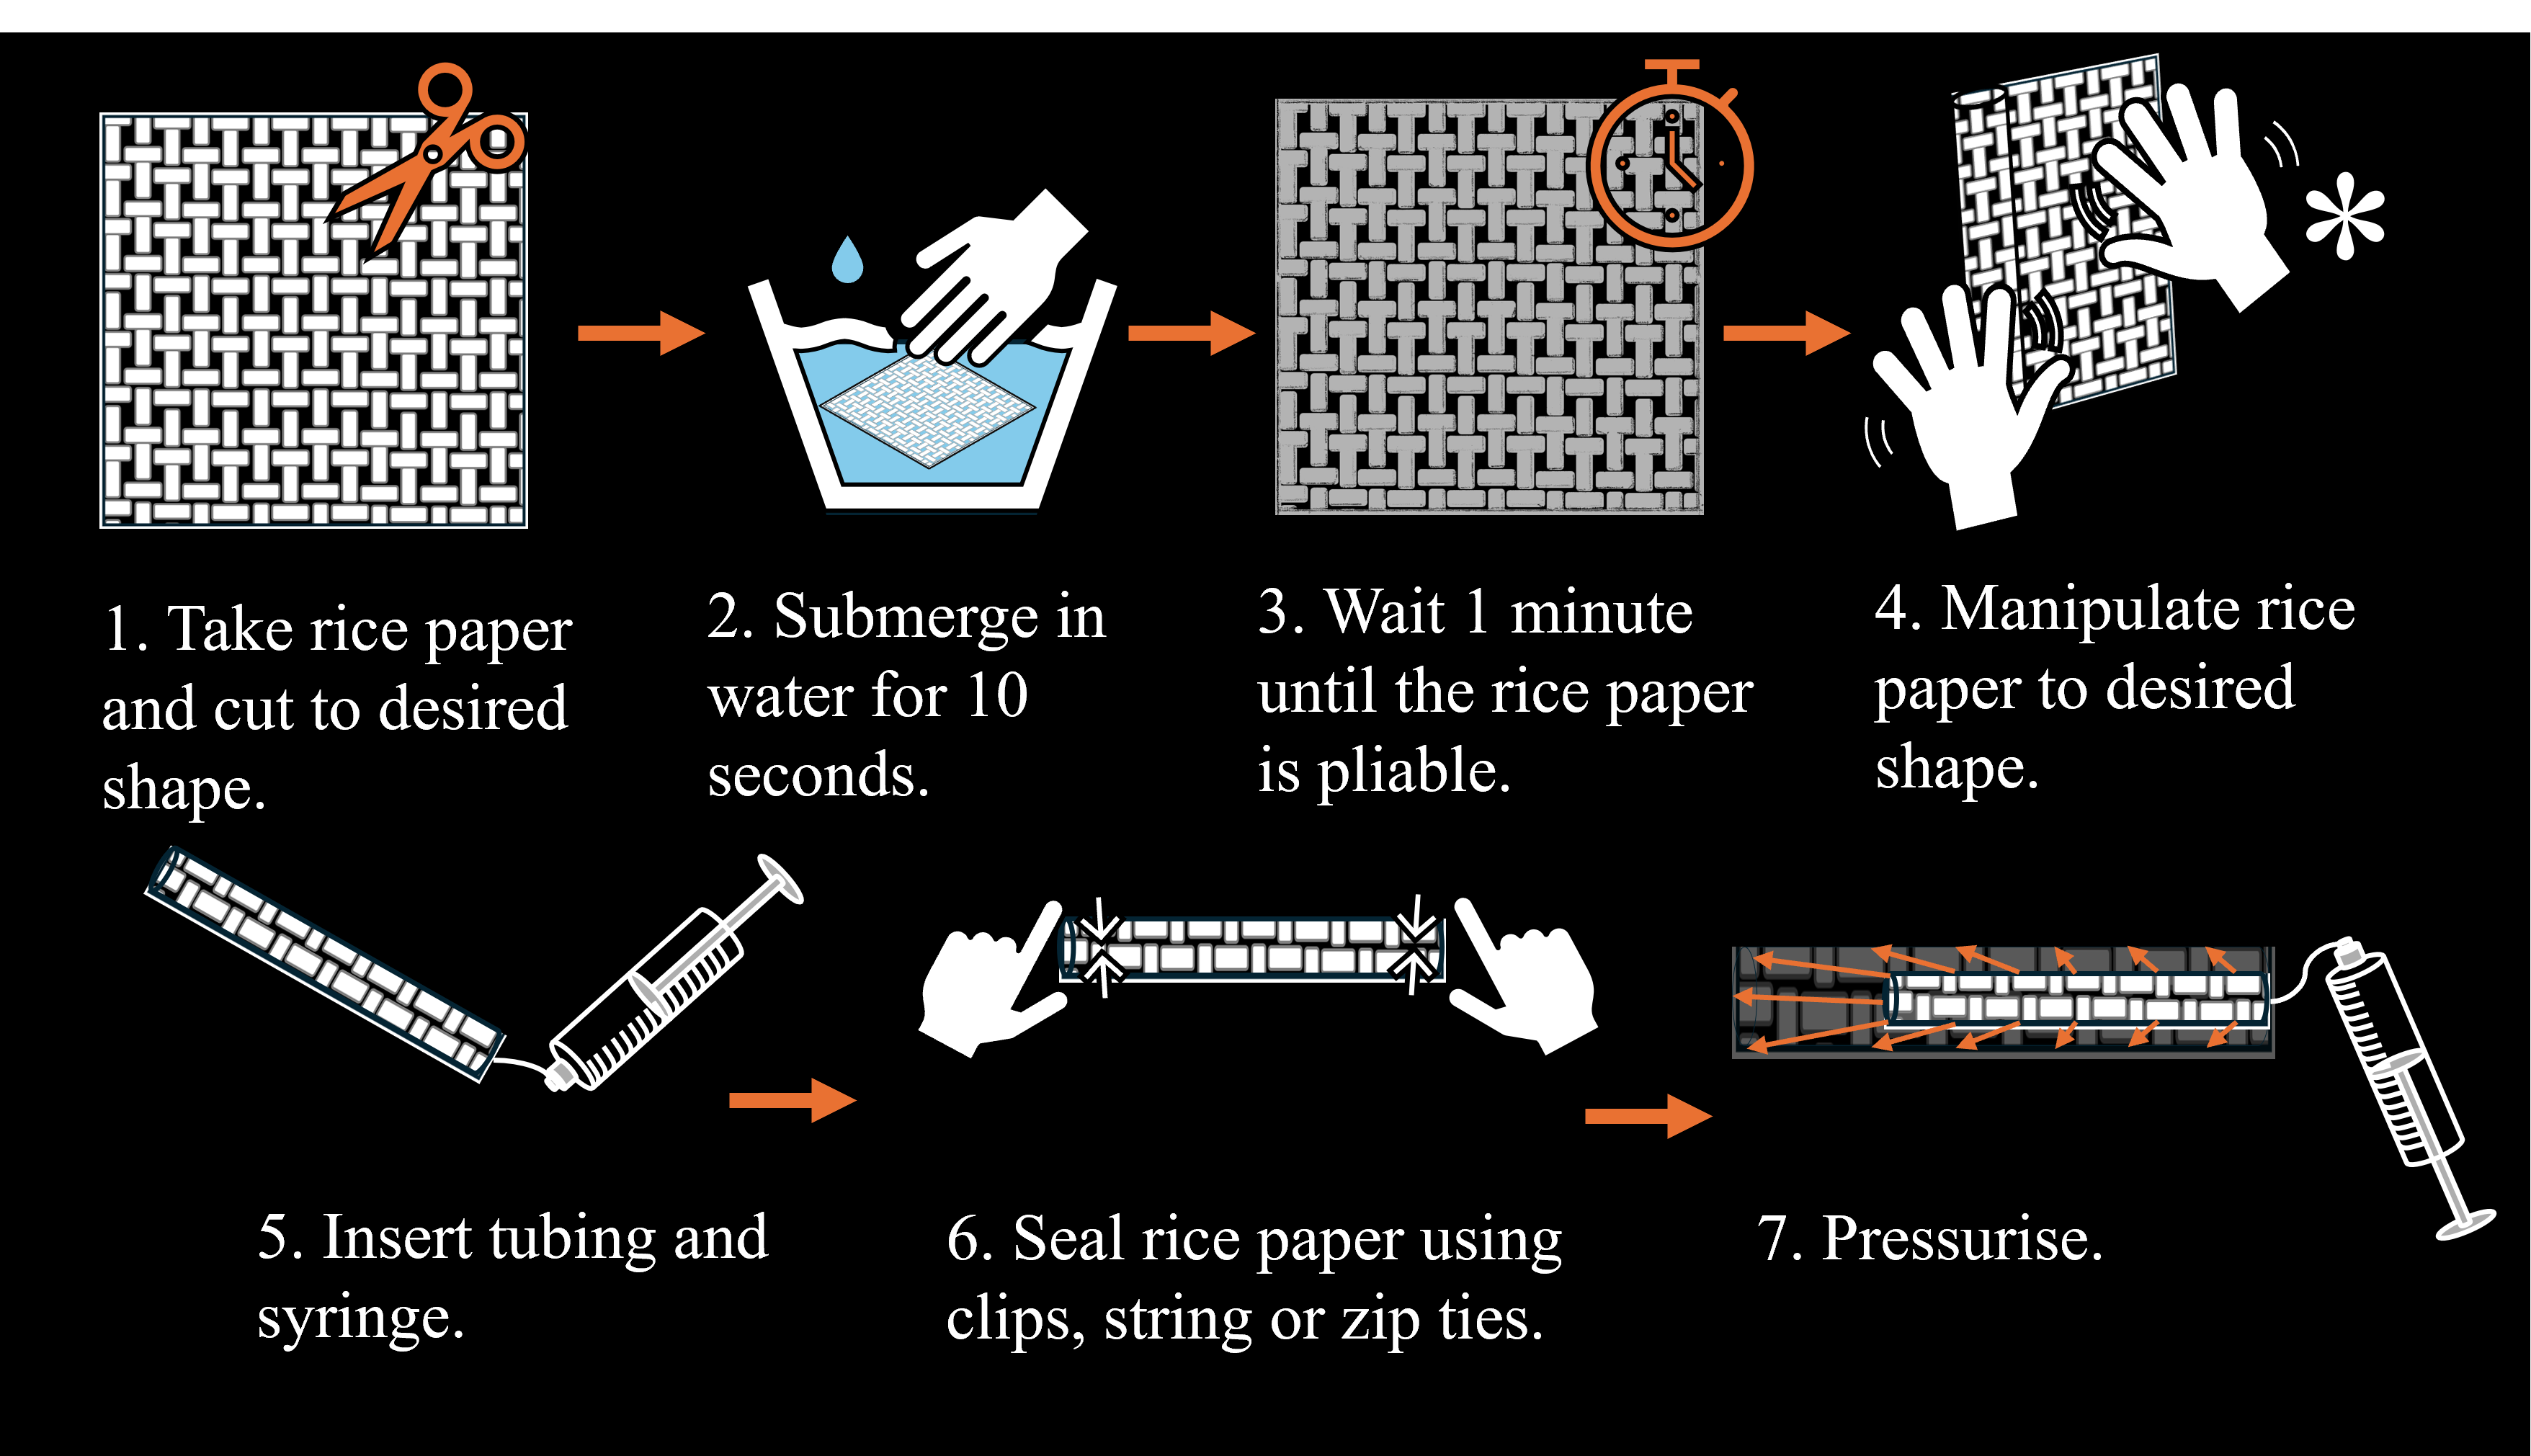 1. Take rice paper
and cut to desired
shape.
2. Submerge in
water for 10
seconds.
3. Wait 1 minute
until the rice paper
is pliable.
*
4. Manipulate rice
paper to desired
shape.
5. Insert tubing and
syringe.
6. Seal rice paper using
clips, string or zip ties.
7. Pressurise.